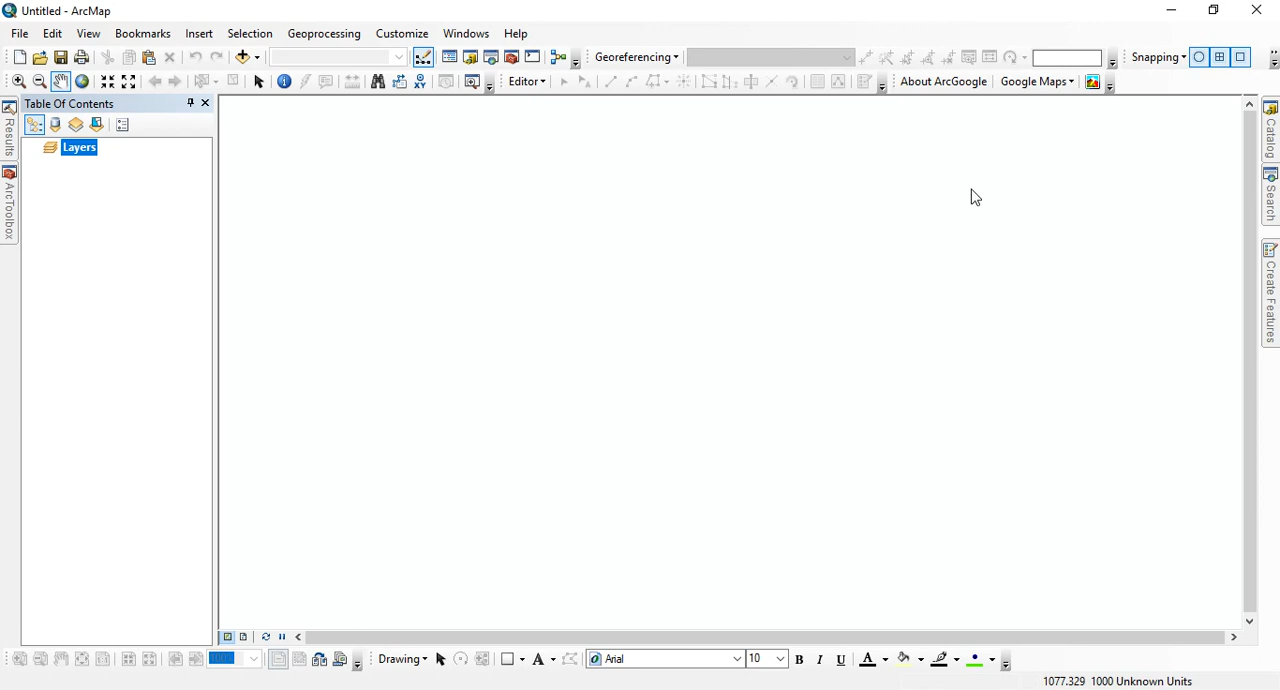 Untitled - ArcMap
File Edit View Bookmarks Insert Selection Geoprocessing Customize Windows Help
Georeferencing Snapping
Editor About ArcGoogle Google Maps
Table Of Contents
Layers
Results
ArcToolbox
Catalog
Search
Create Features
Drawing A Arial 10 B I U A
1077.329 1000 Unknown Units